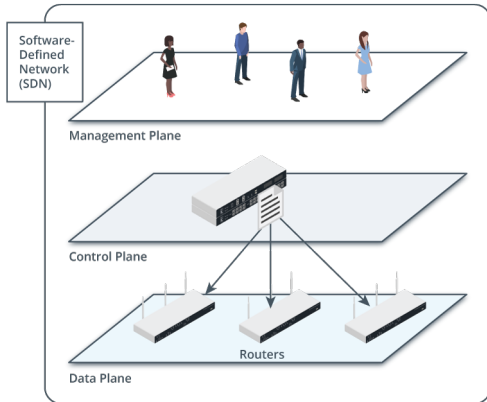 Software-
Defined
Network
(SDN)
Management Plane
Control Plane
Routers
Data Plane